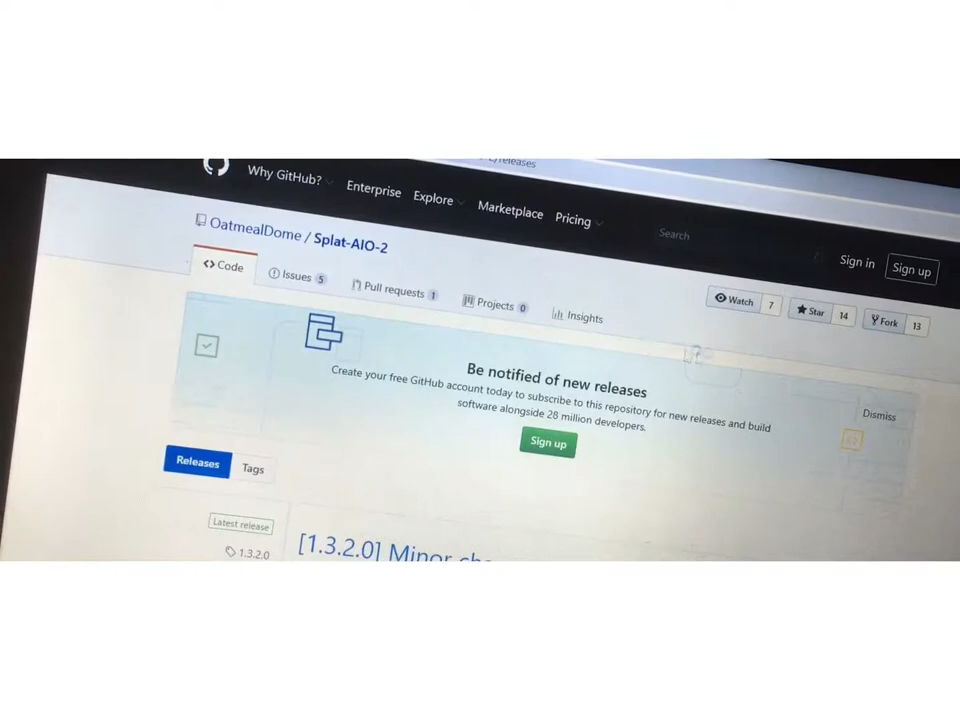 /releases
Why GitHub? Enterprise Explore Marketplace Pricing Search Sign in Sign up
OatmealDome / Splat-AIO-2
Watch 7 Star 14 Fork 13
Code Issues 5 Pull requests 1 Projects 0 Insights
Be notified of new releases
Create your free GitHub account today to subscribe to this repository for new releases and build
software alongside 28 million developers.
Dismiss
Sign up
Releases Tags
Latest release
1.3.2.0
[1.3.2.0] Minor